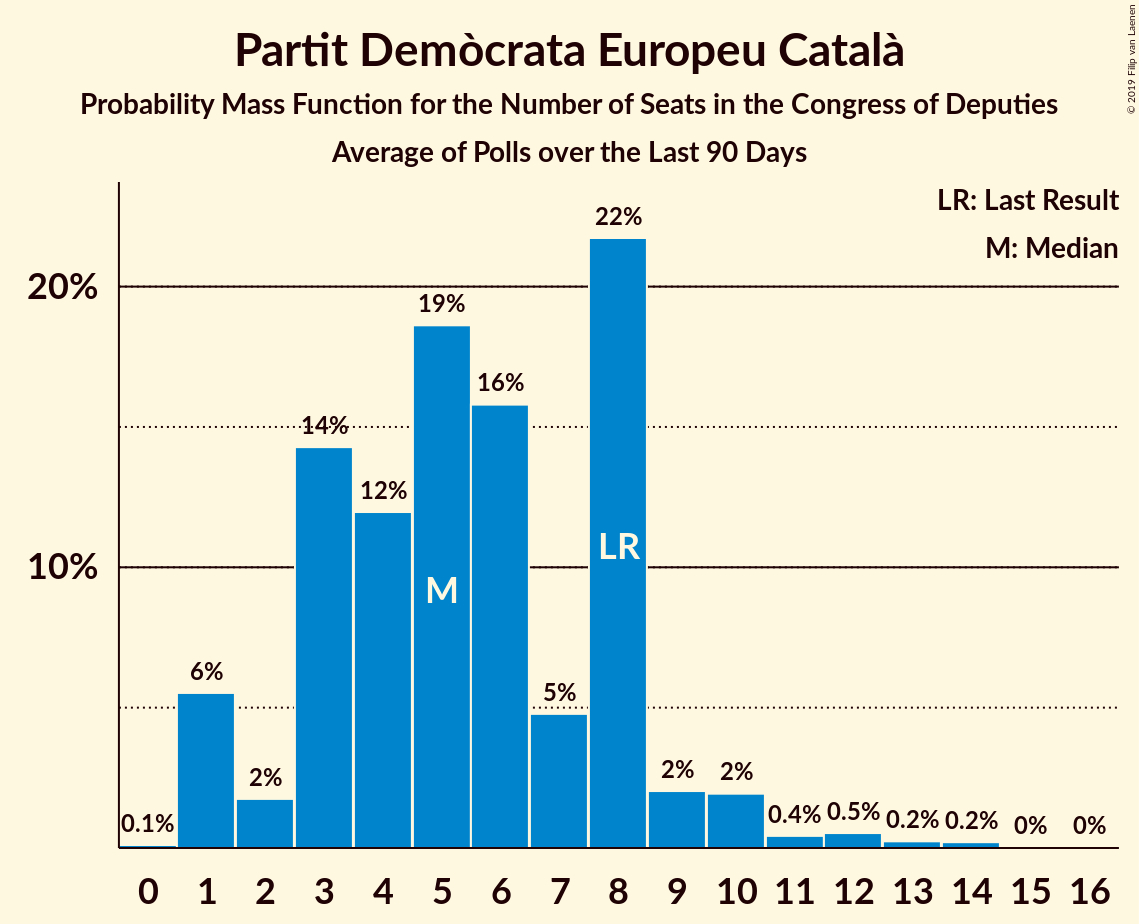 Partit Demòcrata Europeu Català
Probability Mass Function for the Number of Seats in the Congress of Deputies
Average of Polls over the Last 90 Days
© 2019 Filip van Laenen
LR: Last Result
M: Median
20%
10%
0.1%
6%
2%
14%
12%
19%
16%
5%
22%
2%
2%
0.4%
0.5%
0.2%
0.2%
0%
0%
M
LR
0 1 2 3 4 5 6 7 8 9 10 11 12 13 14 15 16